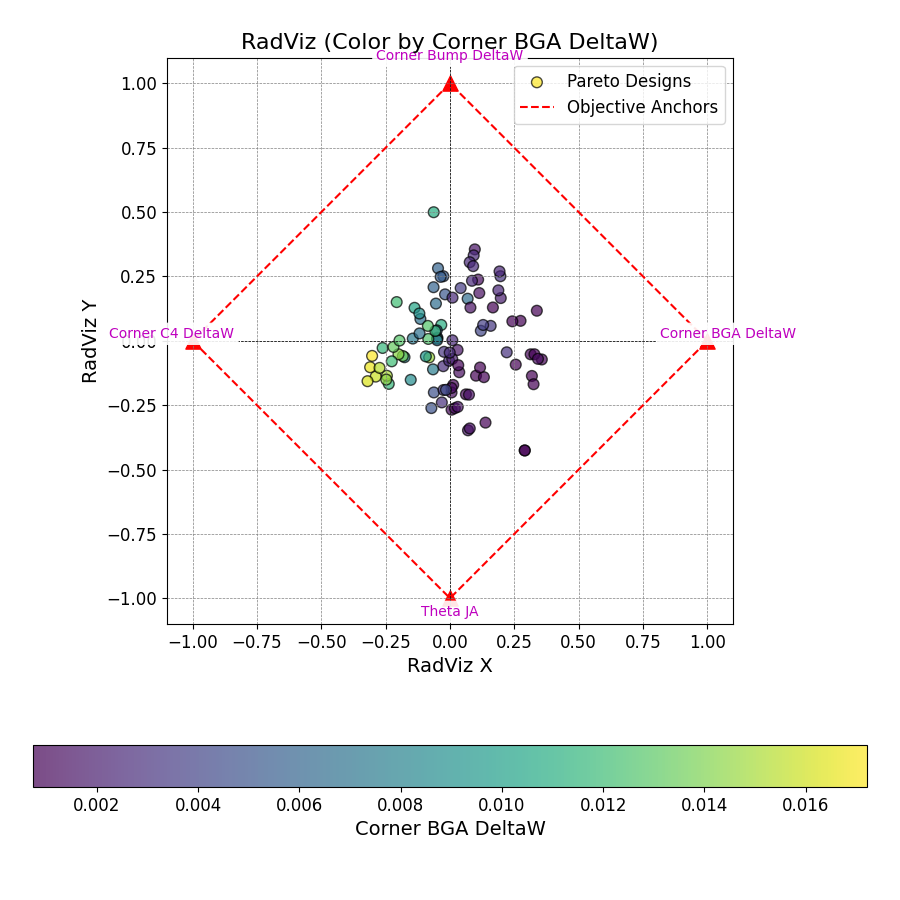 RadViz (Color by Corner BGA DeltaW)
Corner Bump DeltaW
Pareto Designs
Objective Anchors
1.00
0.75
0.50
0.25
Corner C4 DeltaW
Corner BGA DeltaW
0.00
−0.25
−0.50
−0.75
−1.00
RadViz Y
Theta JA
−1.00 −0.75 −0.50 −0.25 0.00 0.25 0.50 0.75 1.00
RadViz X
0.002 0.004 0.006 0.008 0.010 0.012 0.014 0.016
Corner BGA DeltaW